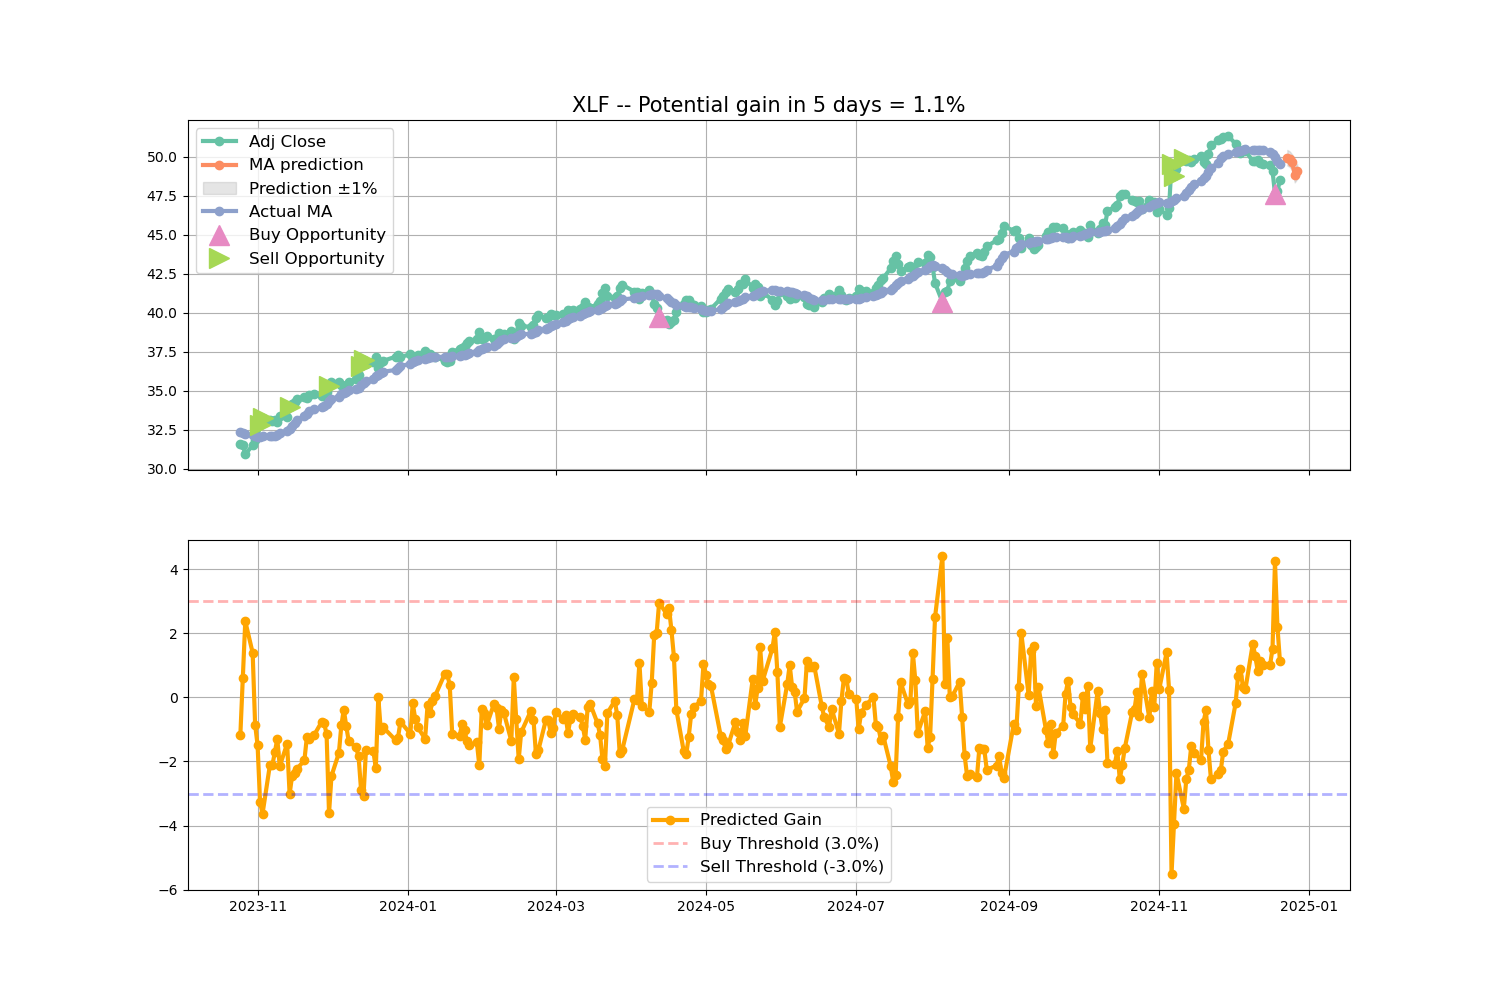 XLF -- Potential gain in 5 days = 1.1%
Adj Close
MA prediction
Prediction ±1%
Actual MA
Buy Opportunity
Sell Opportunity
50.0
47.5
45.0
42.5
40.0
37.5
35.0
32.5
30.0
4
2
0
−2
−4
−6
Predicted Gain
Buy Threshold (3.0%)
Sell Threshold (-3.0%)
2023-11
2024-01
2024-03
2024-05
2024-07
2024-09
2024-11
2025-01